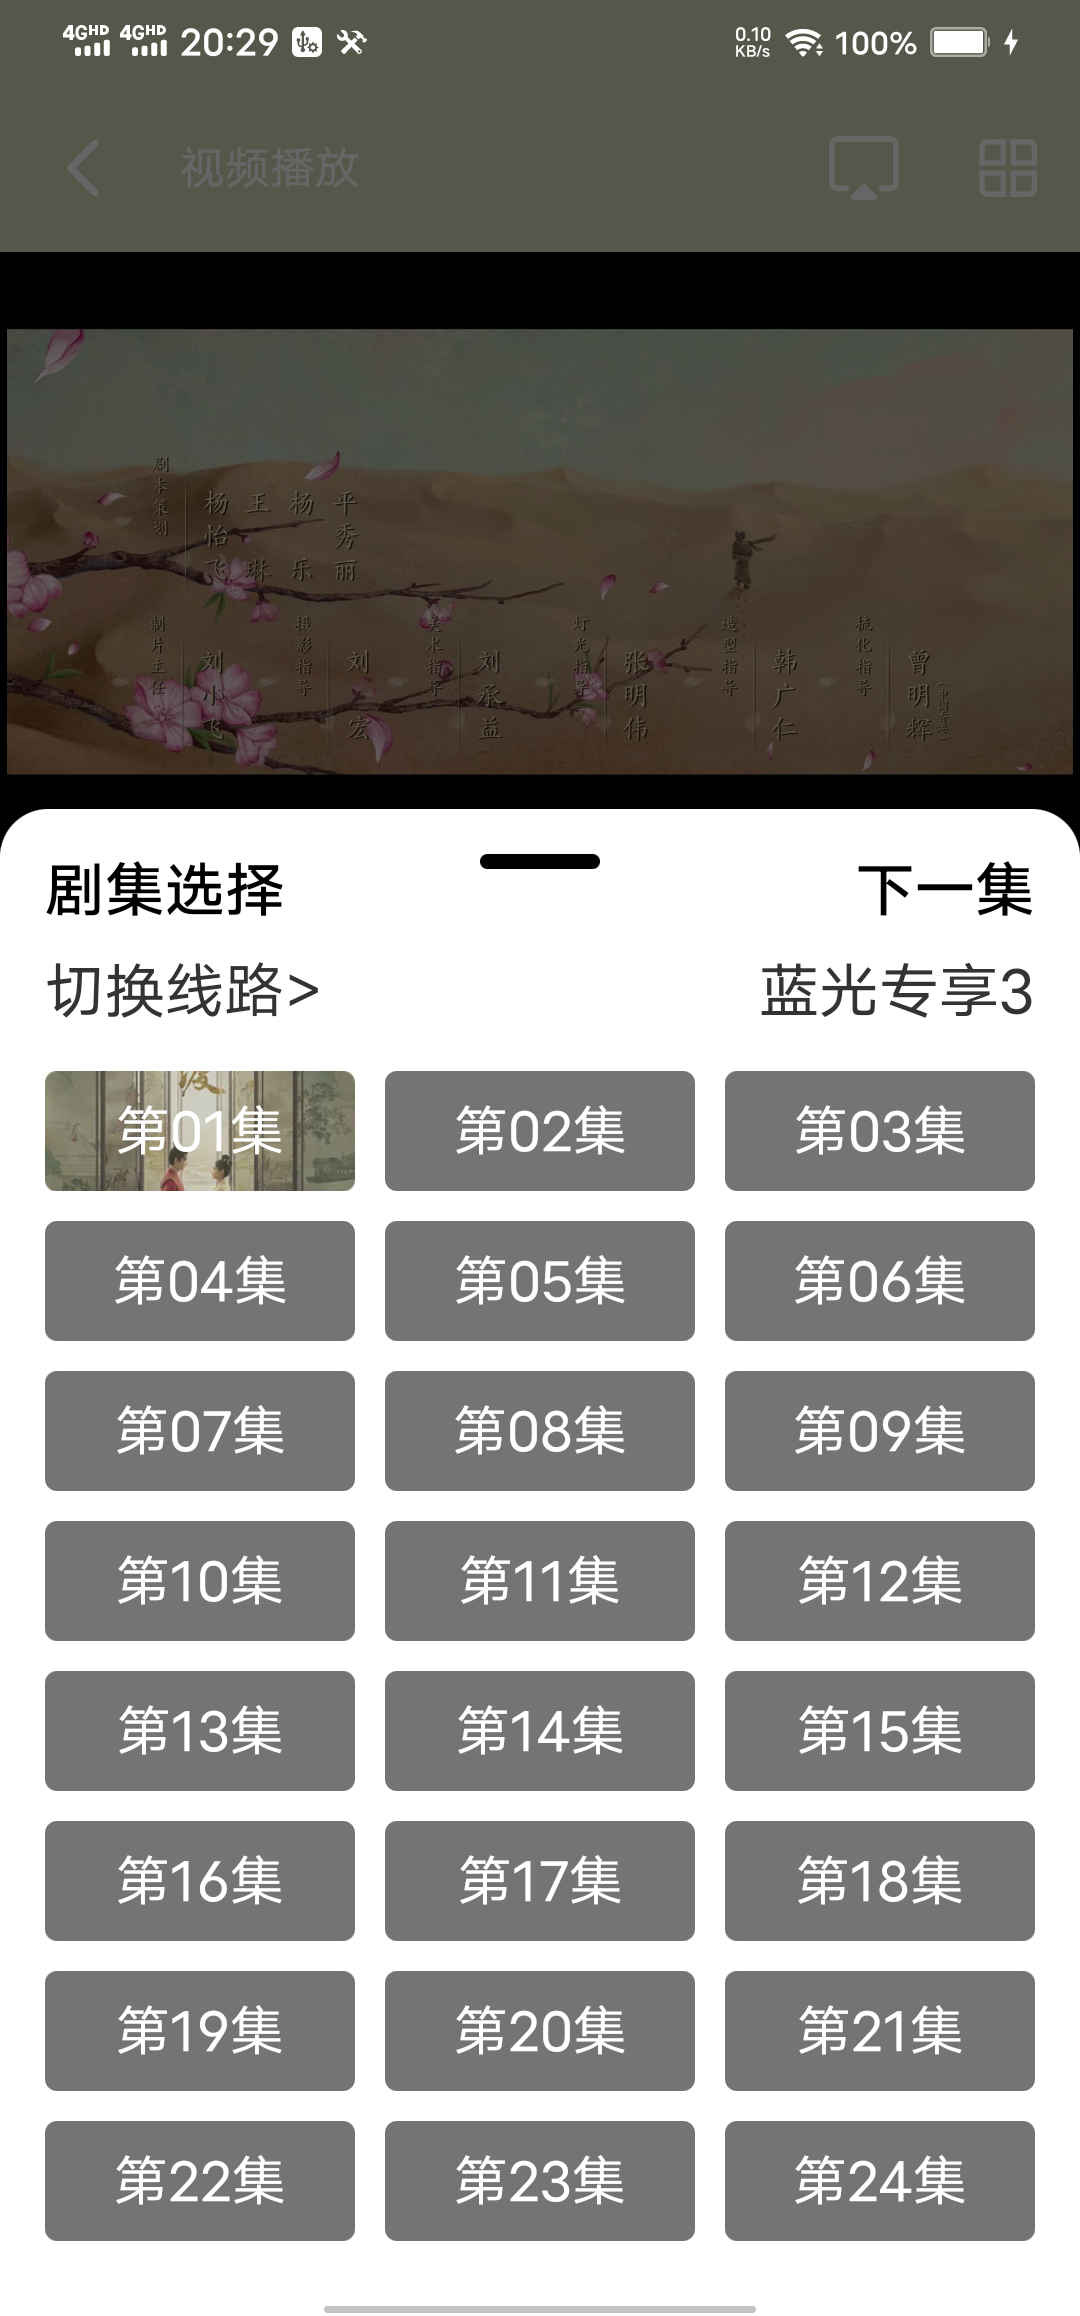 4GHD 4GHD 20:29 0.10 KB/s 100%
视频播放
剧本策划
杨怡飞 王琳 杨乐 平秀丽
制片主任 刘小飞
摄影指导 刘宏
美术指导 刘承益
灯光指导 张明伟
造型指导 韩广仁
梳化指导 曾明辉
剧集选择 下一集
切换线路> 蓝光专享3
第01集 第02集 第03集
第04集 第05集 第06集
第07集 第08集 第09集
第10集 第11集 第12集
第13集 第14集 第15集
第16集 第17集 第18集
第19集 第20集 第21集
第22集 第23集 第24集